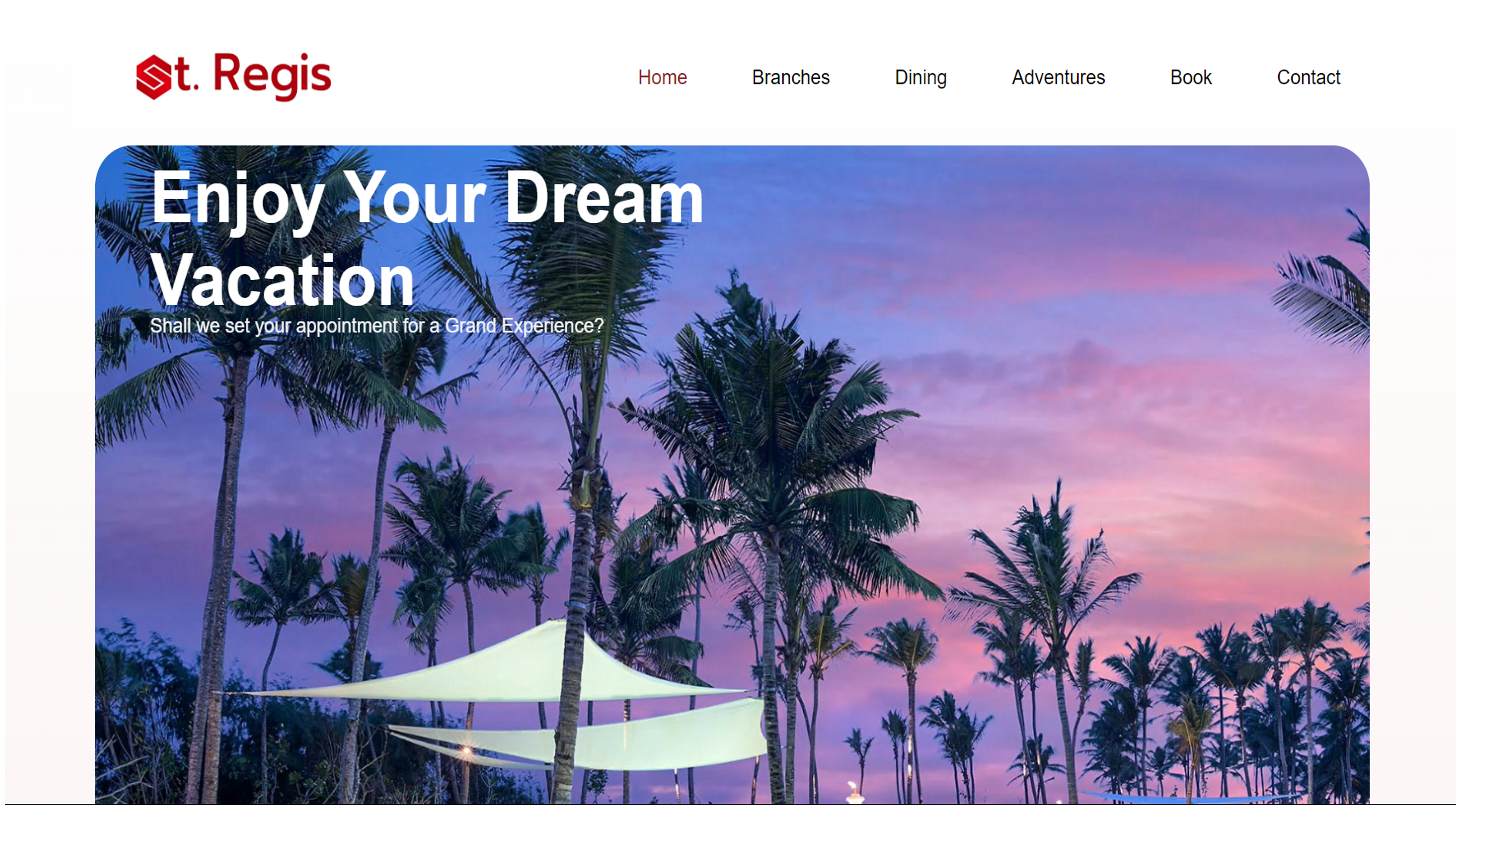 St. Regis
Home Branches Dining Adventures Book Contact
Enjoy Your Dream
Vacation
Shall we set your appointment for a Grand Experience?